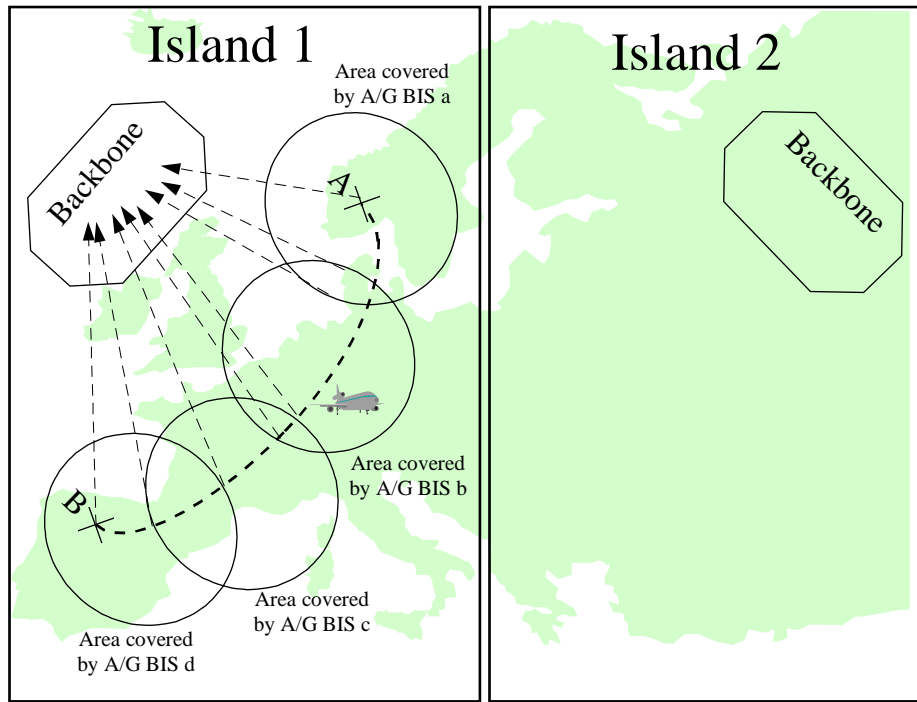 Island 1
Island 2
Area covered
by A/G BIS a
Backbone
A
Backbone
Area covered
by A/G BIS b
B
Area covered
by A/G BIS c
Area covered
by A/G BIS d